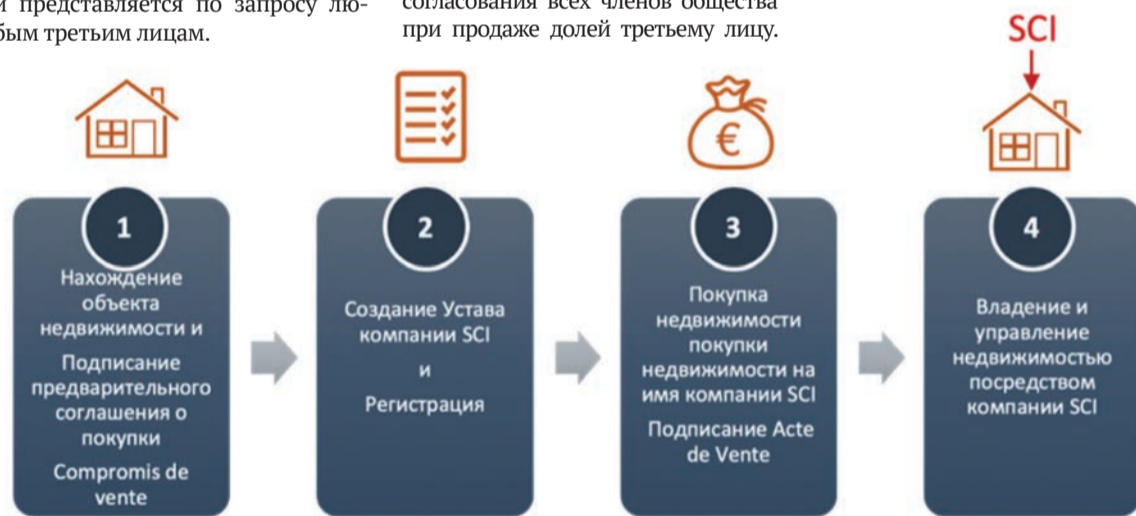 и представляется по запросу лю-
бым третьим лицам.
согласования всех членов общества
при продаже долей третьему лицу.
SCI
1
Нахождение
объекта
недвижимости и
Подписание
предварительного
соглашения о
покупки
Compromis de
vente
2
Создание Устава
компании SCI
и
Регистрация
€
3
Покупка
недвижимости
покупки
недвижимости на
имя компании SCI
Подписание Acte
de Vente
4
Владение и
управление
недвижимостью
посредством
компании SCI